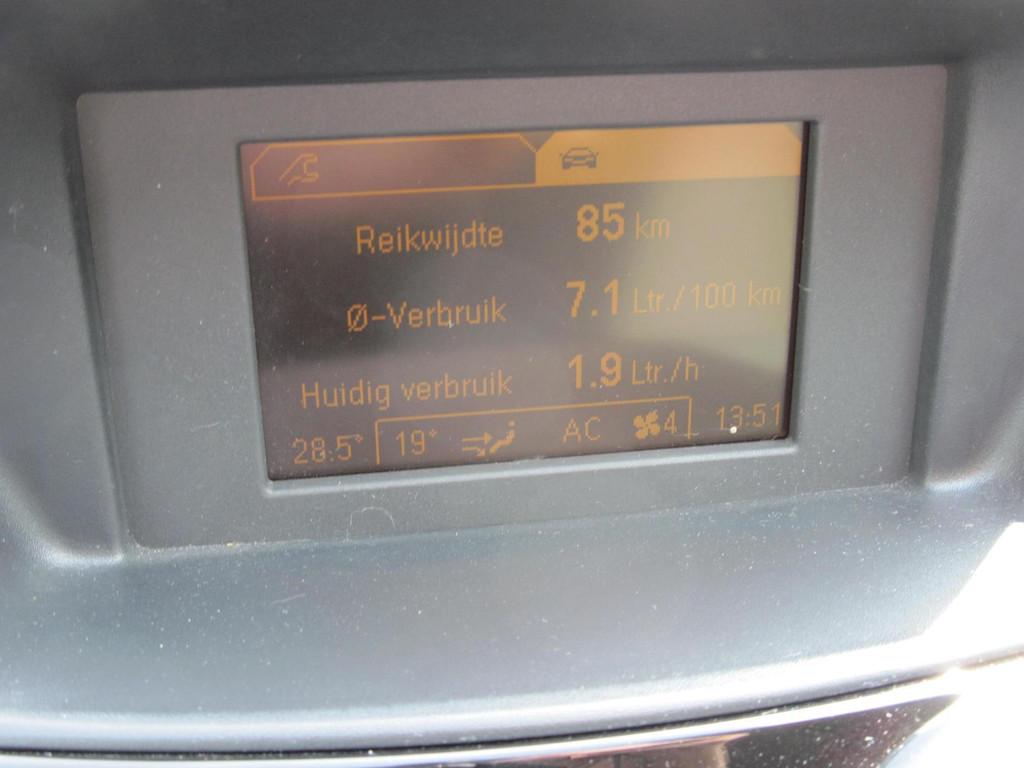 Reikwijdte 85 km
Ø-Verbruik 7.1 Ltr./100 km
Huidig verbruik 1.9 Ltr./h
28.5° 19° AC 4 13:51